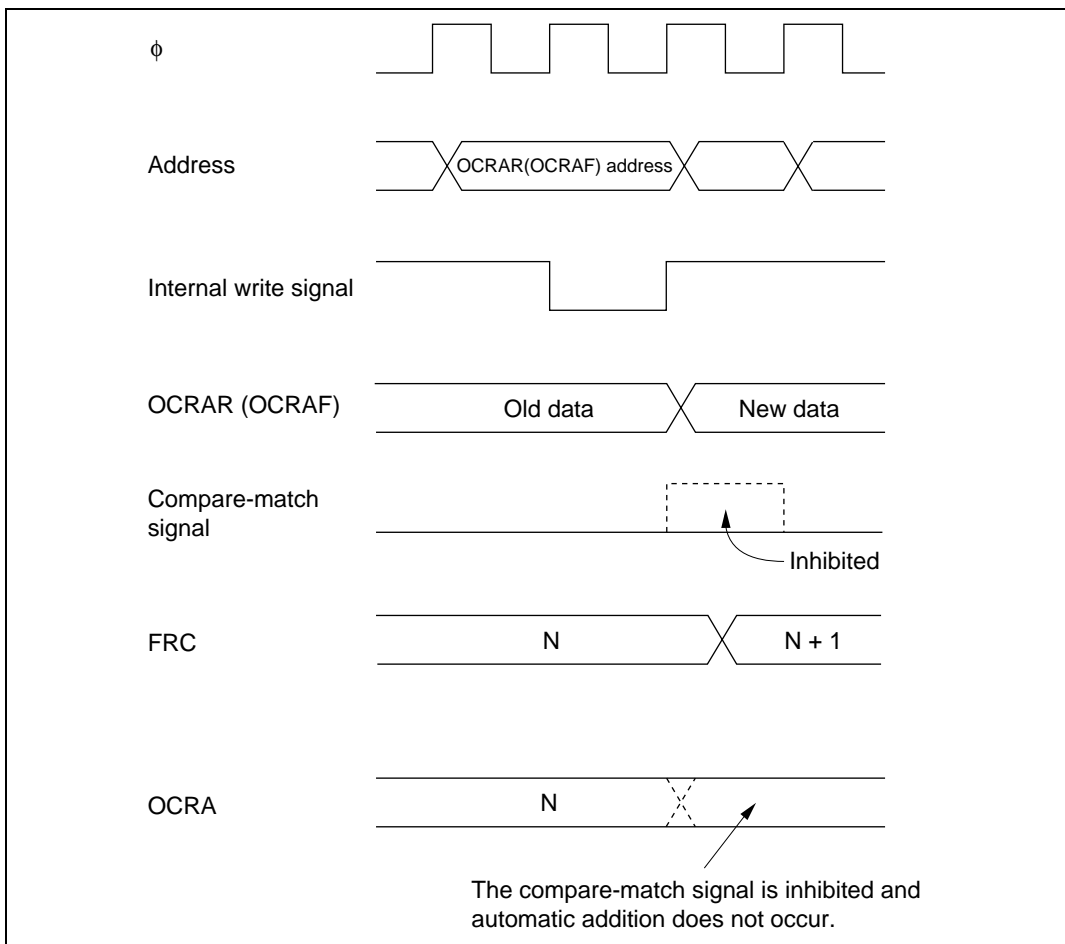 ϕ
Address
OCRAR(OCRAF) address
Internal write signal
OCRAR (OCRAF)
Old data
New data
Compare-match
signal
Inhibited
FRC
N
N + 1
OCRA
N
The compare-match signal is inhibited and
automatic addition does not occur.